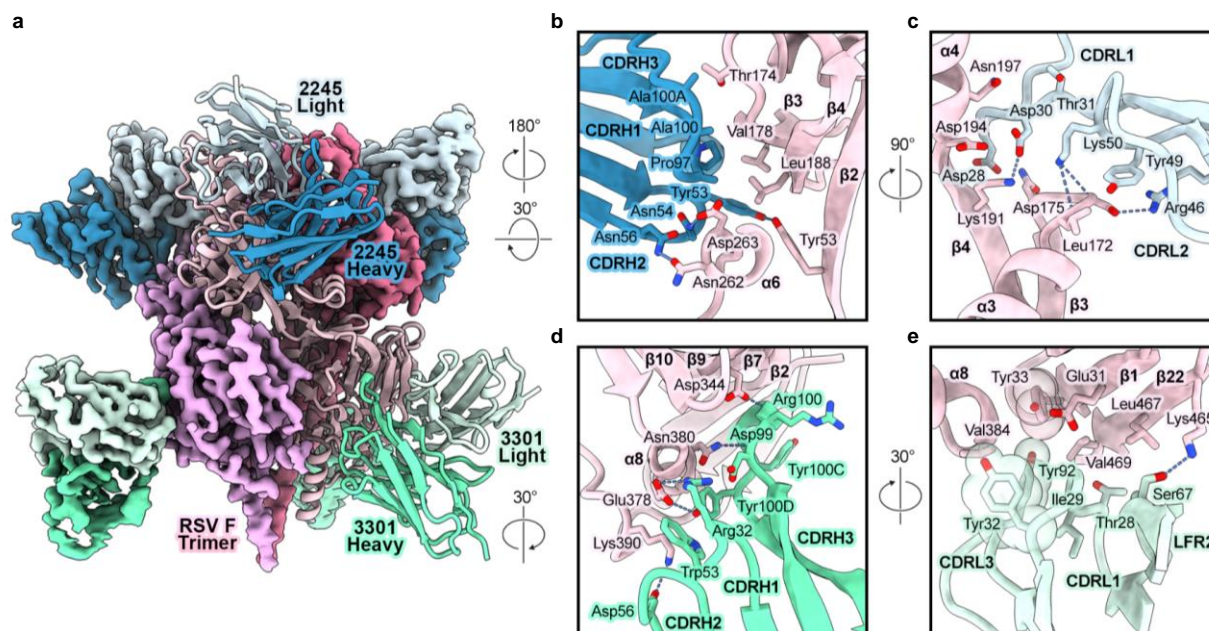 a
2245
Light
180°
30°
2245
Heavy
RSV F
Trimer
3301
Heavy
3301
Light
30°
b
CDRH3
Thr174
Ala100A
β3
β4
CDRH1
Ala100
Val178
Pro97
Leu188
β2
Tyr53
Asn54
Asn56
Asp263
Tyr53
CDRH2
Asn262
α6
c
90°
α4
CDRL1
Asn197
Asp30
Thr31
Asp194
Lys50
Tyr49
Asp28
Asp175
Arg46
Lys191
Leu172
β4
CDRL2
α3
β3
d
β10
β9
β7
β2
Asp344
Arg100
Asn380
Asp99
α8
Tyr100C
Glu378
Tyr100D
Arg32
Lys390
CDRH3
Trp53
CDRH1
Asp56
CDRH2
e
30°
α8
Tyr33
Glu31
β1
β22
Leu467
Lys465
Val384
Val469
Tyr92
Ile29
Ser67
Tyr32
Thr28
LFR2
CDRL3
CDRL1